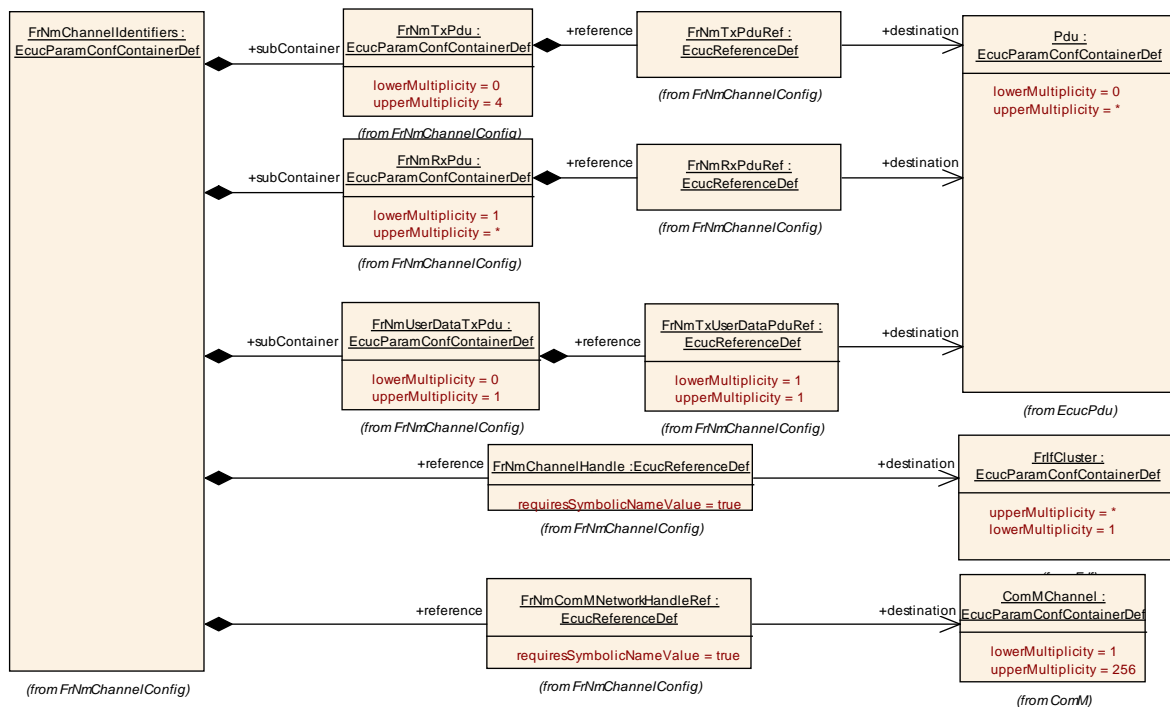 FrNmChannelIdentifiers :
EcucParamConfContainerDef
(from FrNmChannelConfig)
+subContainer
FrNmTxPdu :
EcucParamConfContainerDef
lowerMultiplicity = 0
upperMultiplicity = 4
(from FrNmChannelConfig)
+reference
FrNmTxPduRef :
EcucReferenceDef
(from FrNmChannelConfig)
+destination
Pdu :
EcucParamConfContainerDef
lowerMultiplicity = 0
upperMultiplicity = *
(from EcucPdu)
+subContainer
FrNmRxPdu :
EcucParamConfContainerDef
lowerMultiplicity = 1
upperMultiplicity = *
(from FrNmChannelConfig)
+reference
FrNmRxPduRef :
EcucReferenceDef
(from FrNmChannelConfig)
+destination
+subContainer
FrNmUserDataTxPdu :
EcucParamConfContainerDef
lowerMultiplicity = 0
upperMultiplicity = 1
(from FrNmChannelConfig)
+reference
FrNmTxUserDataPduRef :
EcucReferenceDef
lowerMultiplicity = 1
upperMultiplicity = 1
(from FrNmChannelConfig)
+destination
+reference
FrNmChannelHandle :EcucReferenceDef
requiresSymbolicNameValue = true
(from FrNmChannelConfig)
+destination
FrIfCluster :
EcucParamConfContainerDef
upperMultiplicity = *
lowerMultiplicity = 1
+reference
FrNmComMNetworkHandleRef :
EcucReferenceDef
requiresSymbolicNameValue = true
(from FrNmChannelConfig)
+destination
ComMChannel :
EcucParamConfContainerDef
lowerMultiplicity = 1
upperMultiplicity = 256
(from ComM)